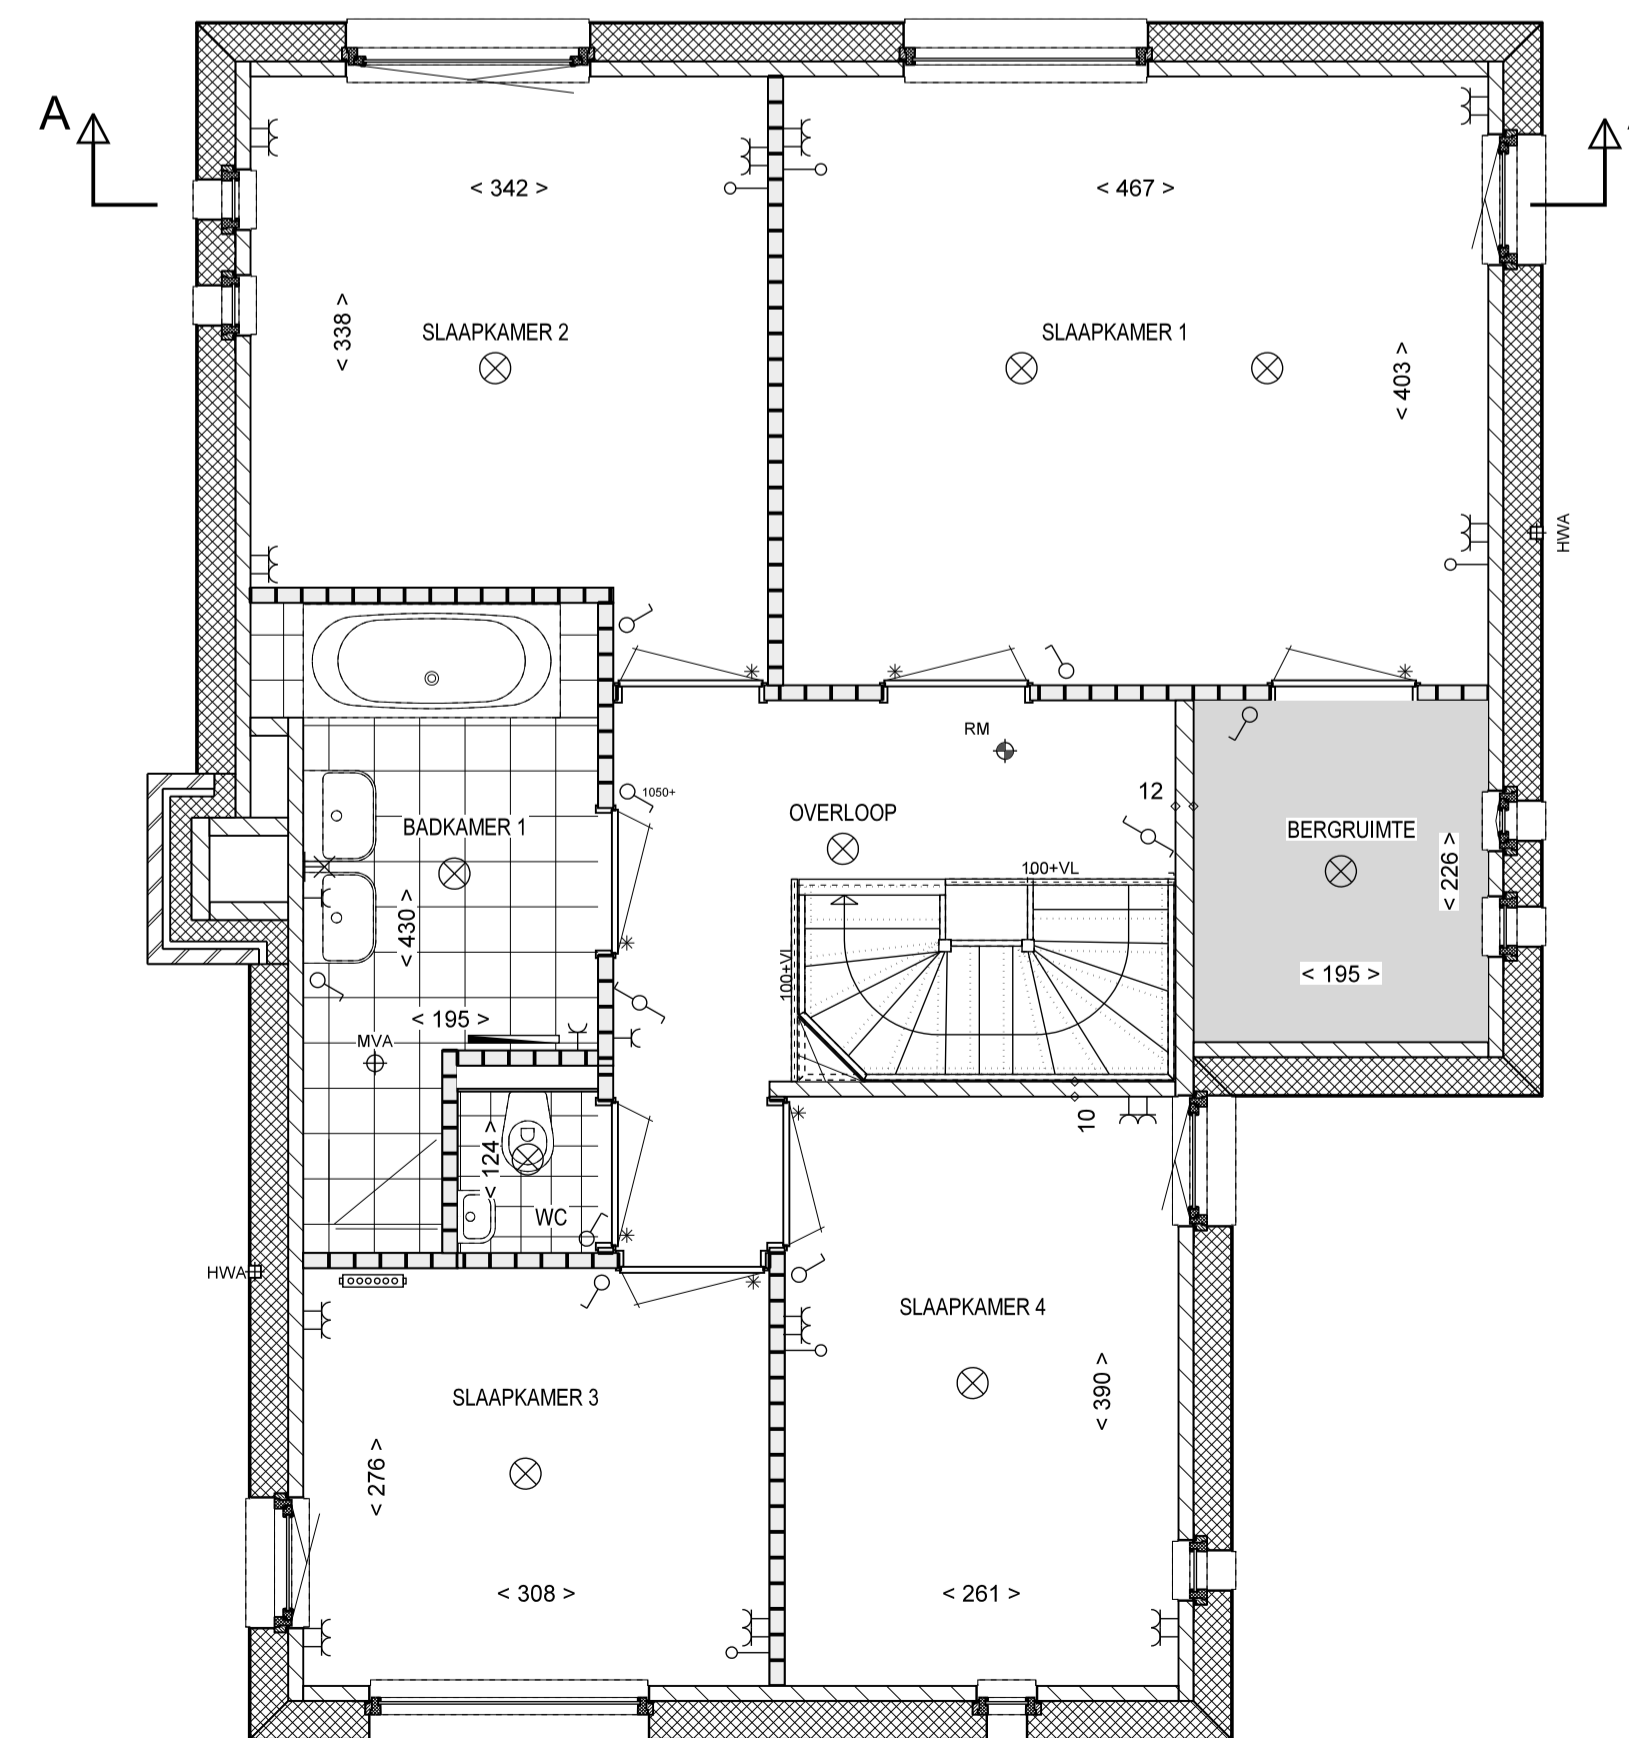 A
< 342 >
< 467 >
< 338 >
SLAAPKAMER 2
SLAAPKAMER 1
< 403 >
HWA
RM
1050+
12
OVERLOOP
BADKAMER 1
BERGRUIMTE
< 226 >
100+VL
< 430 >
100+VL
< 195 >
< 195 >
MVA
10
< 124 >
WC
HWA
SLAAPKAMER 4
SLAAPKAMER 3
< 390 >
< 276 >
< 308 >
< 261 >